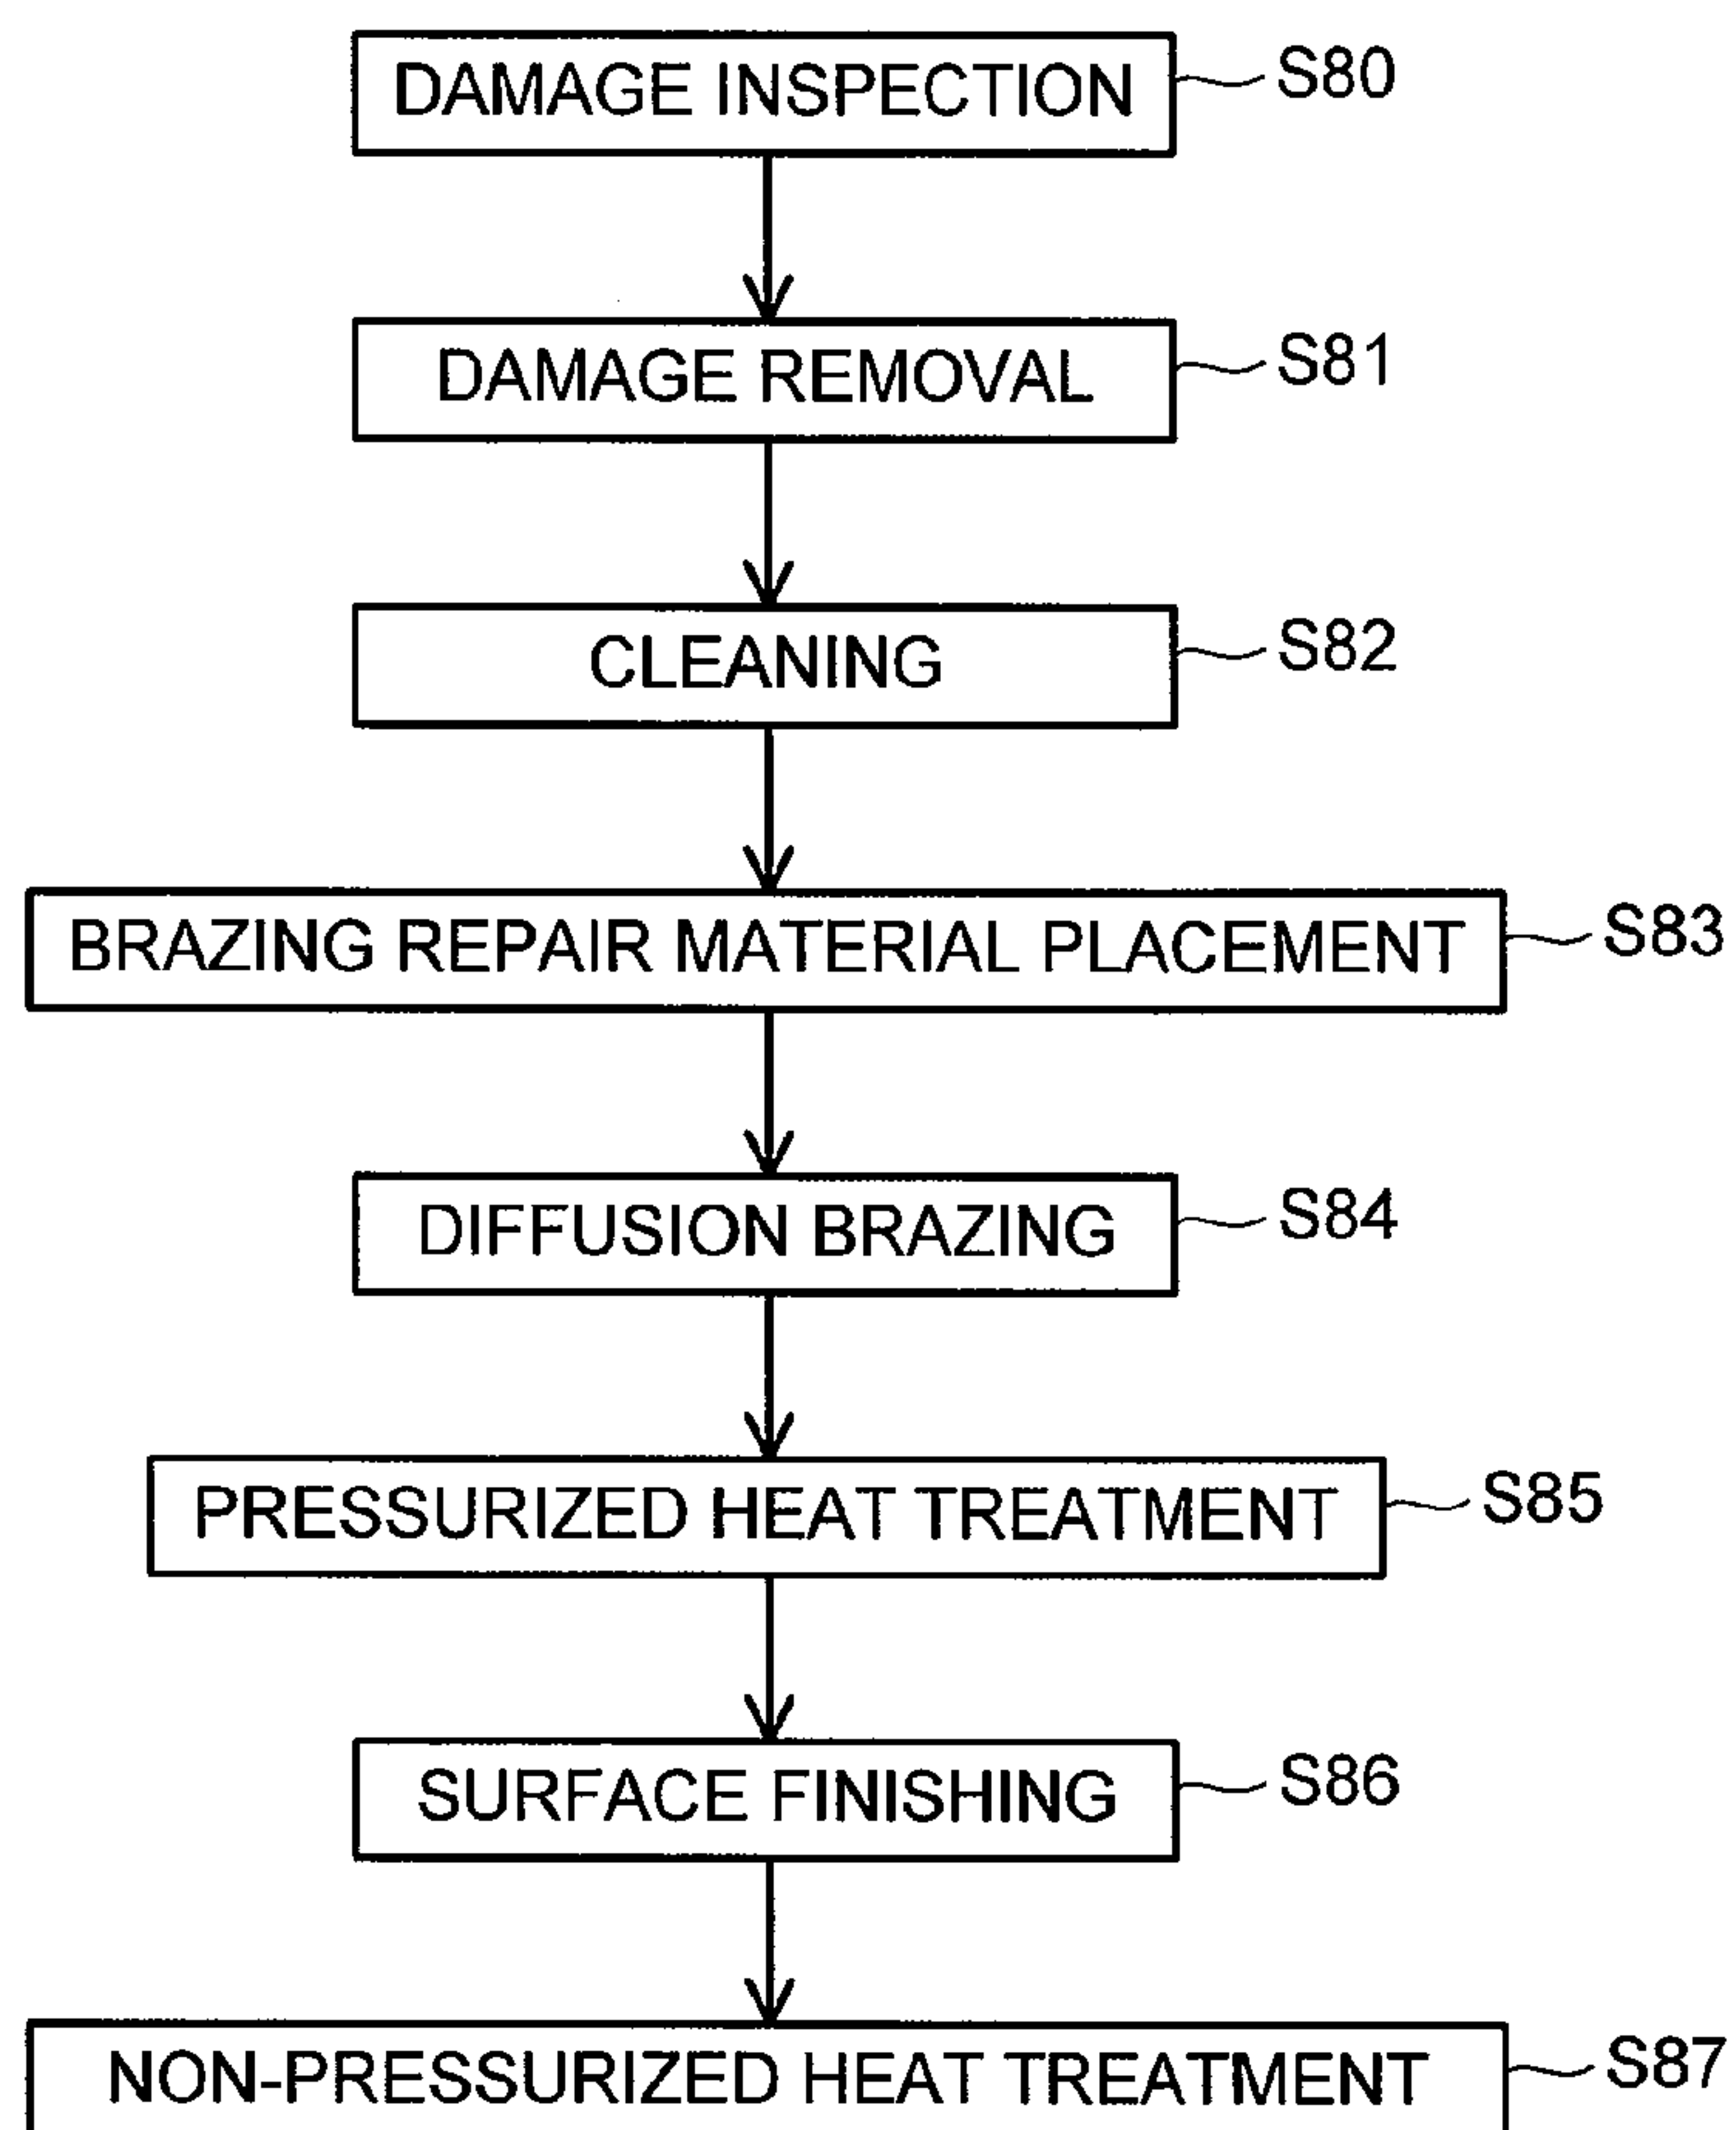 DAMAGE INSPECTION S80
DAMAGE REMOVAL S81
CLEANING S82
BRAZING REPAIR MATERIAL PLACEMENT S83
DIFFUSION BRAZING S84
PRESSURIZED HEAT TREATMENT S85
SURFACE FINISHING S86
NON-PRESSURIZED HEAT TREATMENT S87